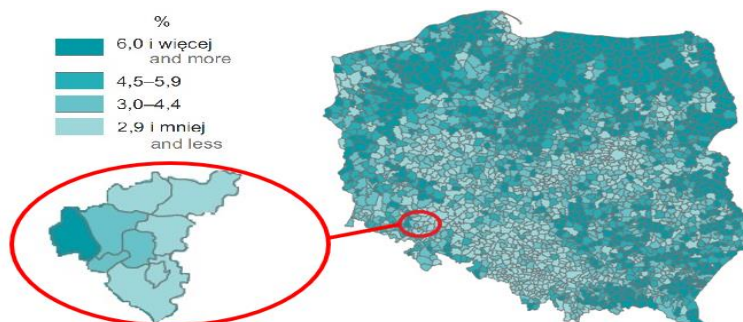 %
6,0 i więcej
and more
4,5–5,9
3,0–4,4
2,9 i mniej
and less